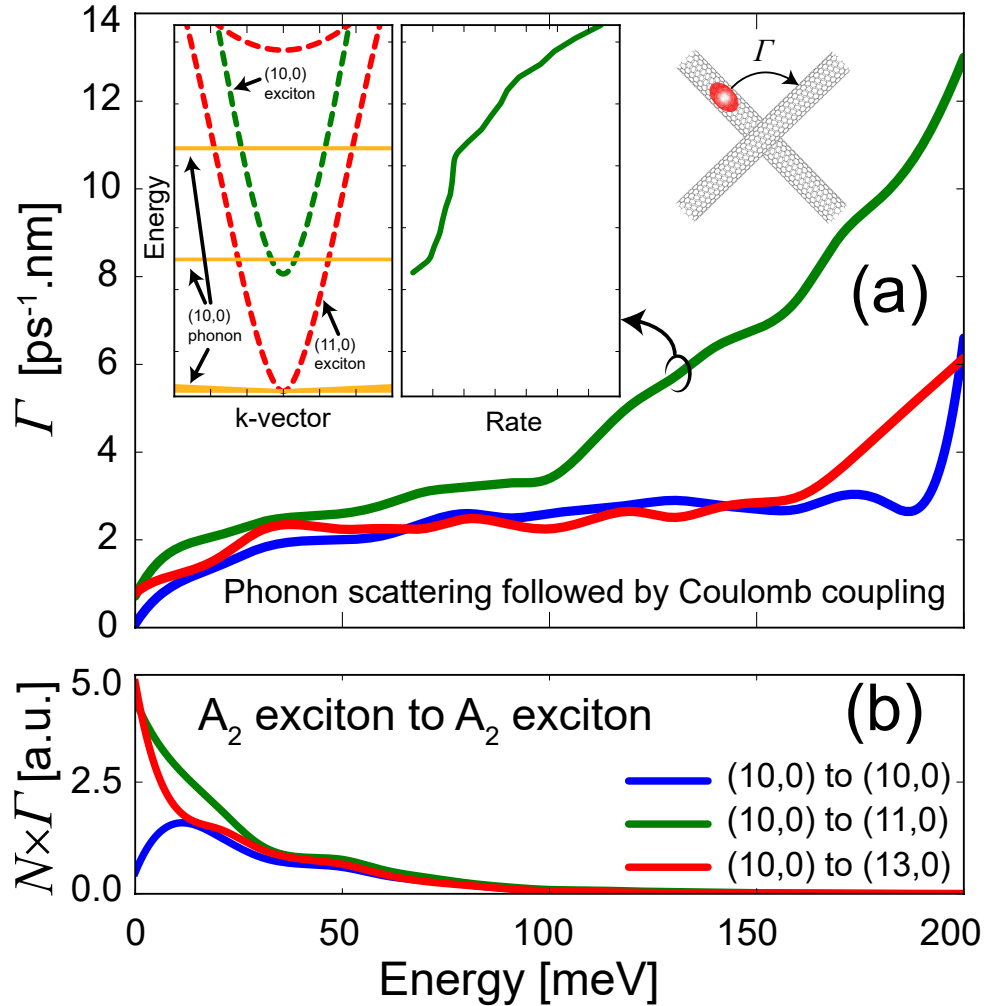 Γ [ps⁻¹.nm]
14
12
10
8
6
4
2
0
Energy
(10,0)
exciton
(10,0)
phonon
(11,0)
exciton
k-vector
Rate
Γ
(a)
Phonon scattering followed by Coulomb coupling
N×Γ [a.u.]
5.0
2.5
0.0
A₂ exciton to A₂ exciton
(b)
(10,0) to (10,0)
(10,0) to (11,0)
(10,0) to (13,0)
0
50
100
150
200
Energy [meV]